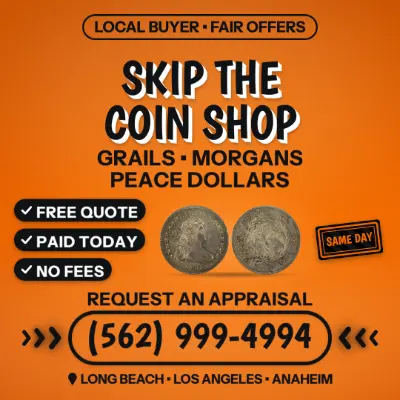 LOCAL BUYER ▪ FAIR OFFERS
SKIP THE
COIN SHOP
GRAILS ▪ MORGANS
PEACE DOLLARS
✓ FREE QUOTE
✓ PAID TODAY
✓ NO FEES
SAME DAY
REQUEST AN APPRAISAL
(562) 999-4994
LONG BEACH ▪ LOS ANGELES ▪ ANAHEIM